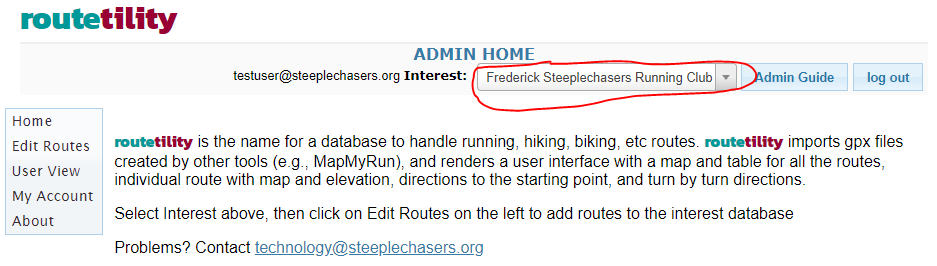 routetility
ADMIN HOME
testuser@steeplechasers.org Interest: Frederick Steeplechasers Running Club Admin Guide log out
Home
Edit Routes
User View
My Account
About
routetility is the name for a database to handle running, hiking, biking, etc routes. routetility imports gpx files
created by other tools (e.g., MapMyRun), and renders a user interface with a map and table for all the routes,
individual route with map and elevation, directions to the starting point, and turn by turn directions.
Select Interest above, then click on Edit Routes on the left to add routes to the interest database
Problems? Contact technology@steeplechasers.org